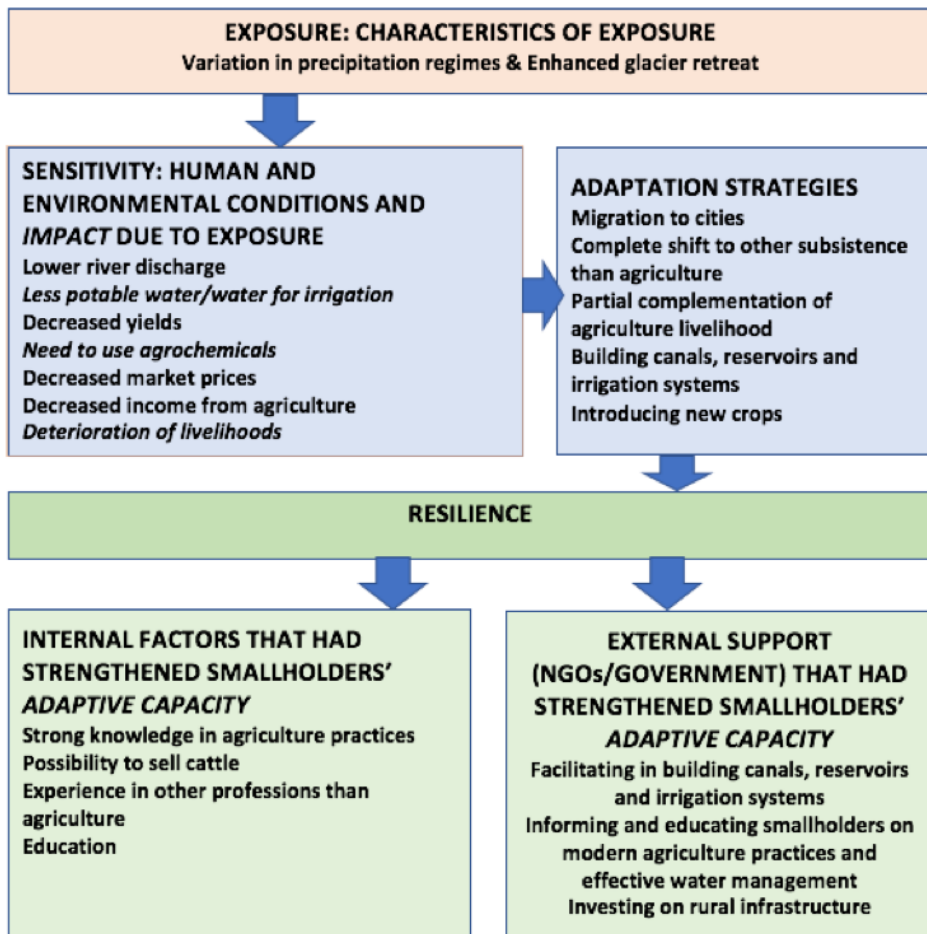 EXPOSURE: CHARACTERISTICS OF EXPOSURE
Variation in precipitation regimes & Enhanced glacier retreat
SENSITIVITY: HUMAN AND
ENVIRONMENTAL CONDITIONS AND
IMPACT DUE TO EXPOSURE
Lower river discharge
Less potable water/water for irrigation
Decreased yields
Need to use agrochemicals
Decreased market prices
Decreased income from agriculture
Deterioration of livelihoods
ADAPTATION STRATEGIES
Migration to cities
Complete shift to other subsistence
than agriculture
Partial complementation of
agriculture livelihood
Building canals, reservoirs and
irrigation systems
Introducing new crops
RESILIENCE
INTERNAL FACTORS THAT HAD
STRENGTHENED SMALLHOLDERS’
ADAPTIVE CAPACITY
Strong knowledge in agriculture practices
Possibility to sell cattle
Experience in other professions than
agriculture
Education
EXTERNAL SUPPORT
(NGOs/GOVERNMENT) THAT HAD
STRENGTHENED SMALLHOLDERS’
ADAPTIVE CAPACITY
Facilitating in building canals, reservoirs
and irrigation systems
Informing and educating smallholders on
modern agriculture practices and
effective water management
Investing on rural infrastructure